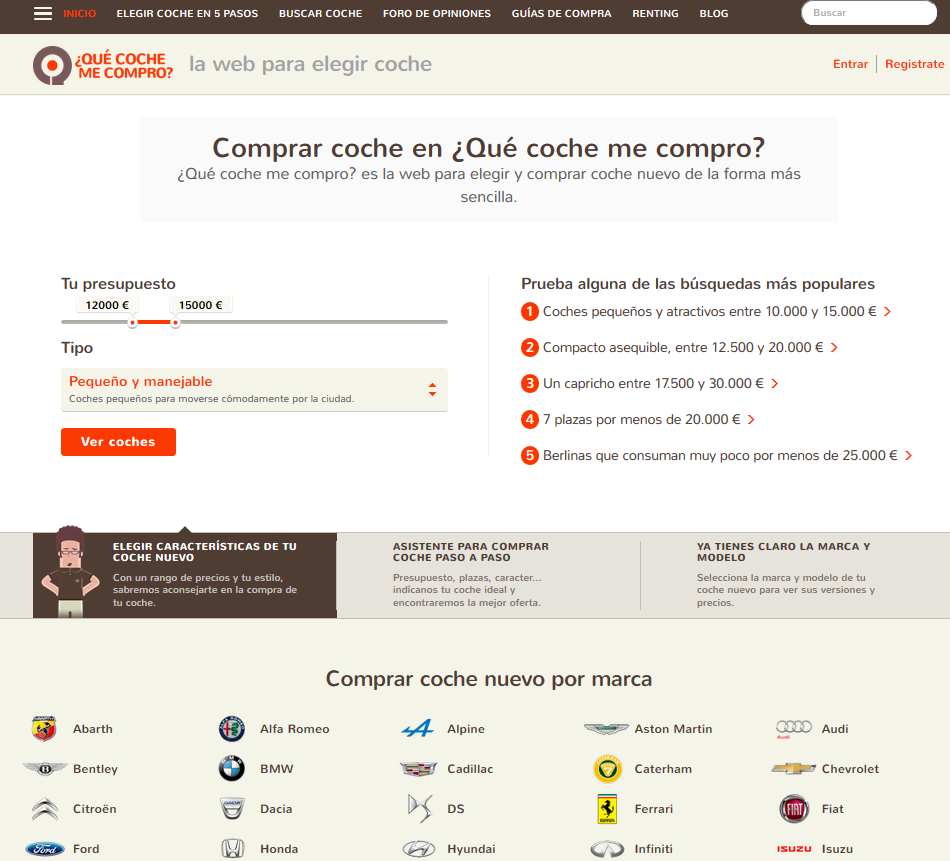 INICIO ELEGIR COCHE EN 5 PASOS BUSCAR COCHE FORO DE OPINIONES GUÍAS DE COMPRA RENTING BLOG Buscar
¿QUÉ COCHE
ME COMPRO?
la web para elegir coche
Entrar Registrate
Comprar coche en ¿Qué coche me compro?
¿Qué coche me compro? es la web para elegir y comprar coche nuevo de la forma más
sencilla.
Tu presupuesto
12000 € 15000 €
Tipo
Pequeño y manejable
Coches pequeños para moverse cómodamente por la ciudad.
Ver coches
Prueba alguna de las búsquedas más populares
1 Coches pequeños y atractivos entre 10.000 y 15.000 €
2 Compacto asequible, entre 12.500 y 20.000 €
3 Un capricho entre 17.500 y 30.000 €
4 7 plazas por menos de 20.000 €
5 Berlinas que consuman muy poco por menos de 25.000 €
ELEGIR CARACTERÍSTICAS DE TU
COCHE NUEVO
Con un rango de precios y tu estilo,
sabremos aconsejarte en la compra de
tu coche.
ASISTENTE PARA COMPRAR
COCHE PASO A PASO
Presupuesto, plazas, caracter...
indícanos tu coche ideal y
encontraremos la mejor oferta.
YA TIENES CLARO LA MARCA Y
MODELO
Selecciona la marca y modelo de tu
coche nuevo para ver sus versiones y
precios.
Comprar coche nuevo por marca
Abarth Alfa Romeo Alpine Aston Martin Audi Audi
Bentley BMW Cadillac Caterham Chevrolet
Citroën DACIA Dacia DS Ferrari FIAT Fiat
Ford Ford Honda Hyundai Infiniti ISUZU Isuzu